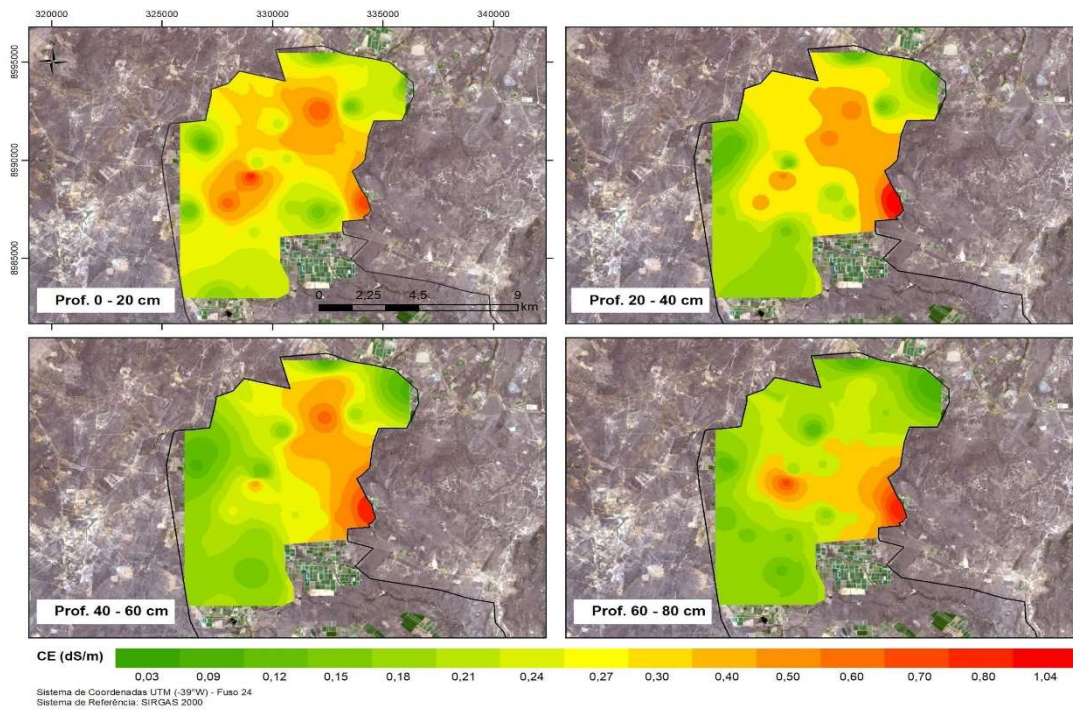 320000 325000 330000 335000 340000
8995000
8990000
8985000
Prof. 0 - 20 cm
0 2,25 4,5 9
km
Prof. 20 - 40 cm
Prof. 40 - 60 cm
Prof. 60 - 80 cm
CE (dS/m)
0,03 0,09 0,12 0,15 0,18 0,21 0,24 0,27 0,30 0,40 0,50 0,60 0,70 0,80 1,04
Sistema de Coordenadas UTM (-39°W) - Fuso 24
Sistema de Referência: SIRGAS 2000